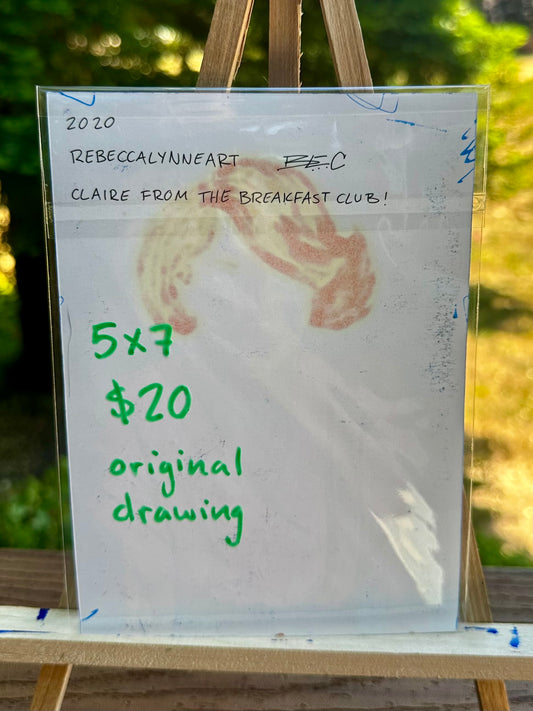 2020
REBECCALYNNEART BEC
CLAIRE FROM THE BREAKFAST CLUB!
5x7
$20
original
drawing